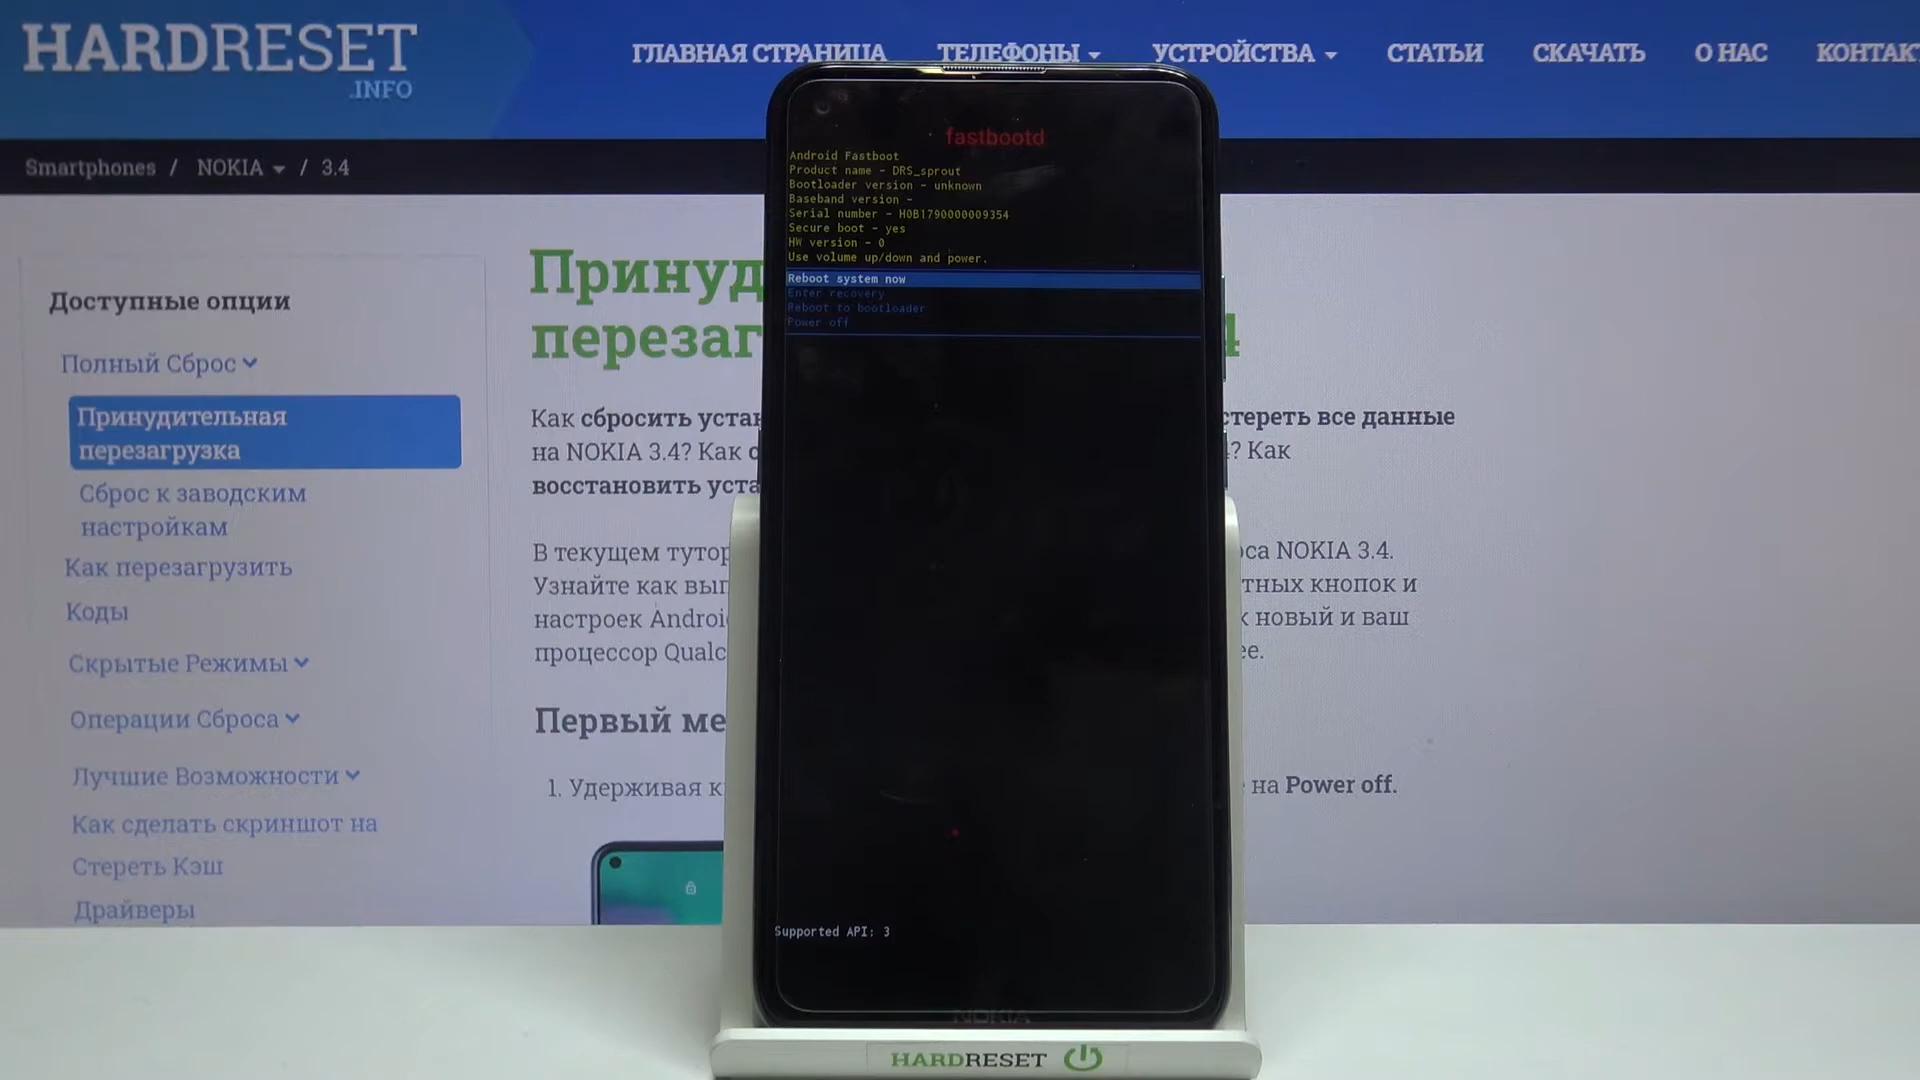 HARDRESET
.INFO
ГЛАВНАЯ СТРАНИЦА ТЕЛЕФОНЫ УСТРОЙСТВА СТАТЬИ СКАЧАТЬ О НАС КОНТАК
Smartphones / NOKIA / 3.4
Доступные опции
Полный Сброс
Принудительная
перезагрузка
Сброс к заводским
настройкам
Как перезагрузить
Коды
Скрытые Режимы
Операции Сброса
Лучшие Возможности
Как сделать скриншот на
Стереть Кэш
Драйверы
Принуд
перезаг 4
Как сбросить устан стереть все данные
на NOKIA 3.4? Как с ? Как
восстановить уста
В текущем тутор са NOKIA 3.4.
Узнайте как вып тных кнопок и
настроек Androi к новый и ваш
процессор Qualc ее.
Первый ме
1. Удерживая к на Power off.
fastbootd
Android Fastboot
Product name - DRS_sprout
Bootloader version - unknown
Baseband version -
Serial number - H0B1790000009354
Secure boot - yes
HW version - 0
Use volume up/down and power.
Reboot system now
Enter recovery
Reboot to bootloader
Power off
Supported API: 3
NOKIA
HARDRESET